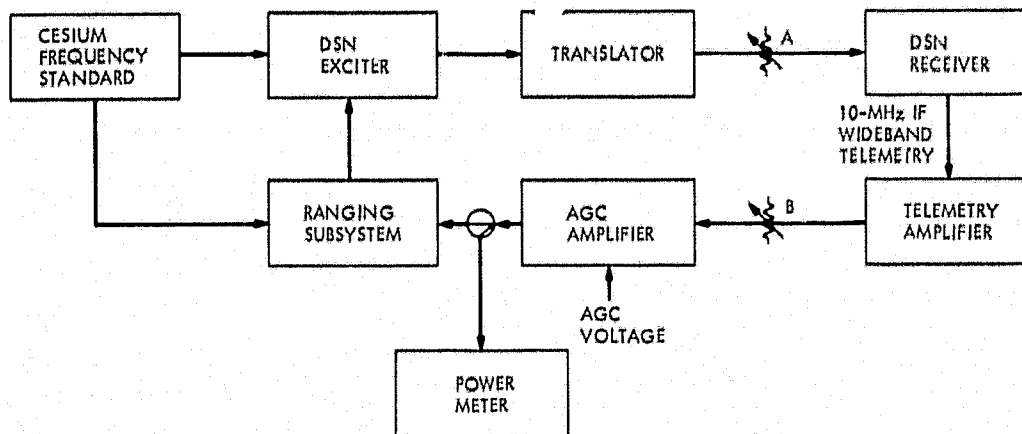 CESIUM
FREQUENCY
STANDARD
DSN
EXCITER
TRANSLATOR
A
DSN
RECEIVER
10-MHz IF
WIDEBAND
TELEMETRY
RANGING
SUBSYSTEM
AGC
AMPLIFIER
B
TELEMETRY
AMPLIFIER
AGC
VOLTAGE
POWER
METER